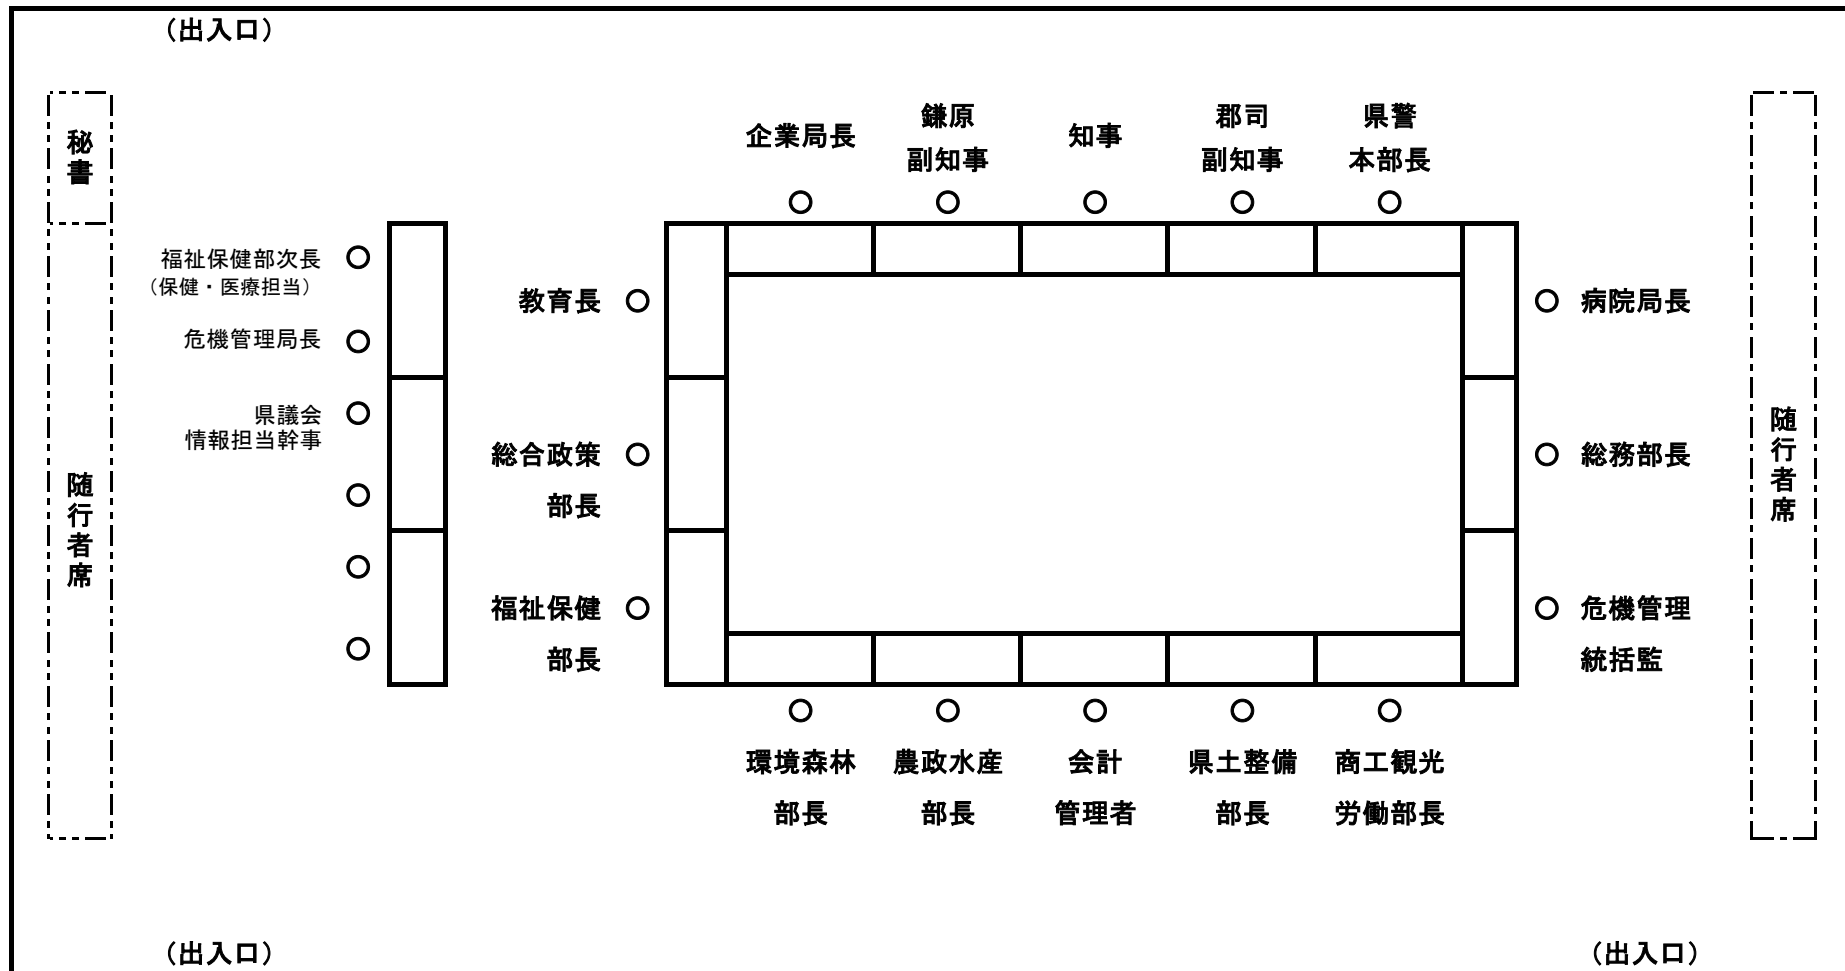 （出入口）
秘書
企業局長
鎌原
副知事
知事
郡司
副知事
県警
本部長
福祉保健部次長
（保健・医療担当）
危機管理局長
県議会
情報担当幹事
教育長
総合政策
部長
福祉保健
部長
病院局長
総務部長
危機管理
統括監
随行者席
随行者席
環境森林
部長
農政水産
部長
会計
管理者
県土整備
部長
商工観光
労働部長
（出入口）
（出入口）